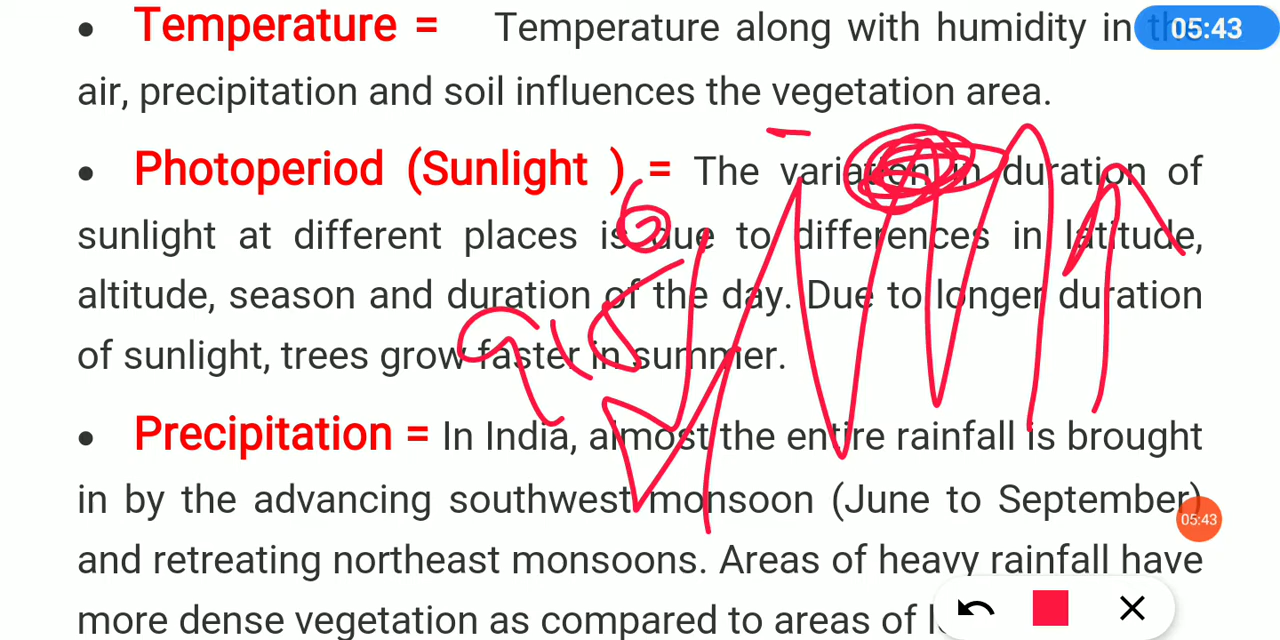 • Temperature = Temperature along with humidity in the 05:43
air, precipitation and soil influences the vegetation area.
• Photoperiod (Sunlight ) = The variation in duration of
sunlight at different places is due to differences in latitude,
altitude, season and duration of the day. Due to longer duration
of sunlight, trees grow faster in summer.
• Precipitation = In India, almost the entire rainfall is brought
in by the advancing southwest monsoon (June to September)
05:43
and retreating northeast monsoons. Areas of heavy rainfall have
more dense vegetation as compared to areas of